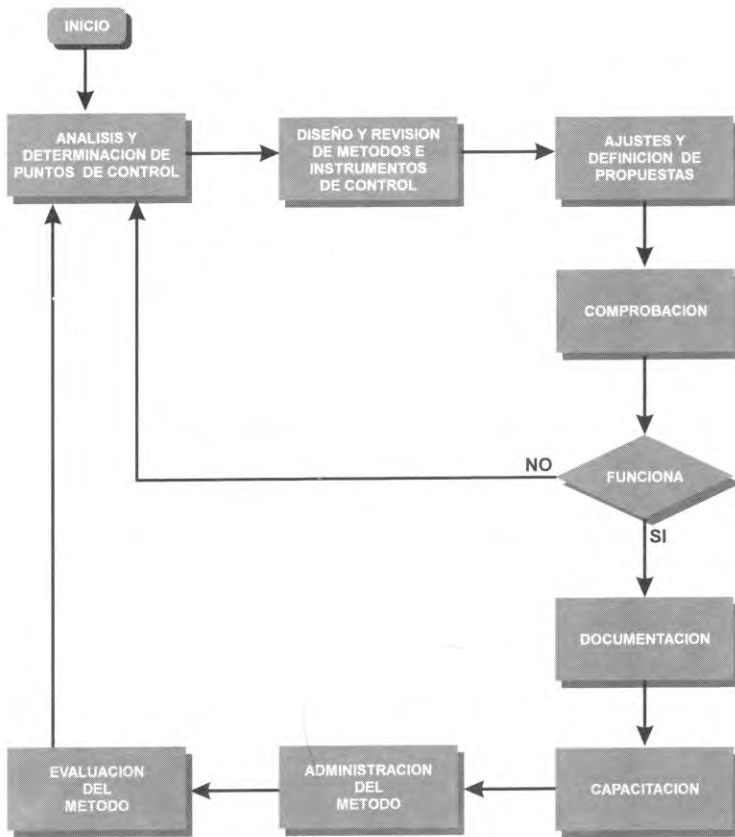 INICIO
ANALISIS Y
DETERMINACION DE
PUNTOS DE CONTROL
DISEÑO Y REVISION
DE METODOS E
INSTRUMENTOS
DE CONTROL
AJUSTES Y
DEFINICION DE
PROPUESTAS
COMPROBACION
FUNCIONA
NO
SI
DOCUMENTACION
CAPACITACION
ADMINISTRACION
DEL
METODO
EVALUACION
DEL
METODO